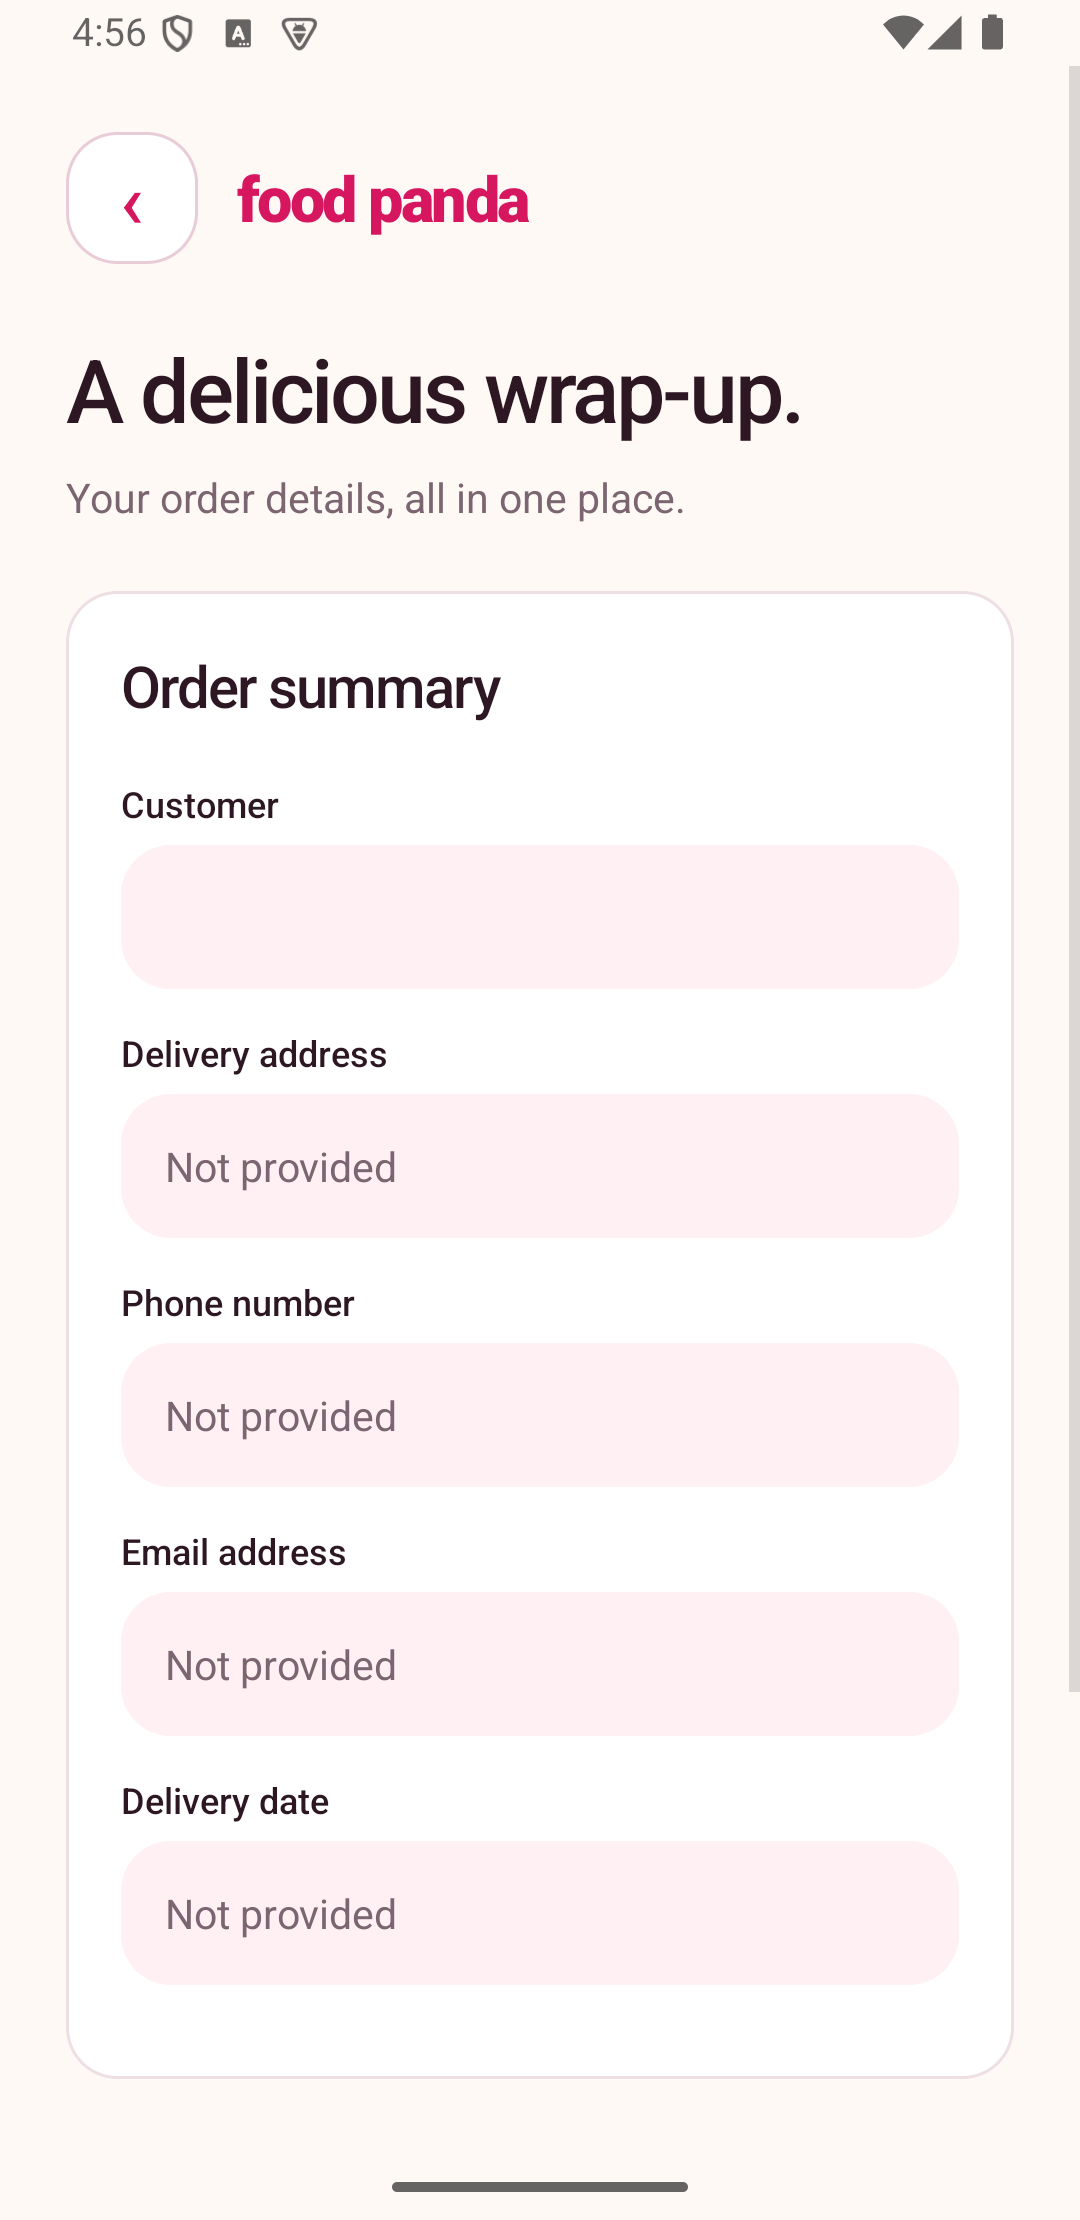 4:56
food panda
A delicious wrap-up.
Your order details, all in one place.
Order summary
Customer
Delivery address
Not provided
Phone number
Not provided
Email address
Not provided
Delivery date
Not provided